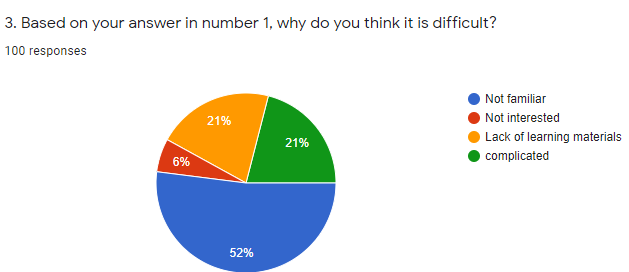 3. Based on your answer in number 1, why do you think it is difficult?
100 responses
21%
21%
6%
52%
Not familiar
Not interested
Lack of learning materials
complicated